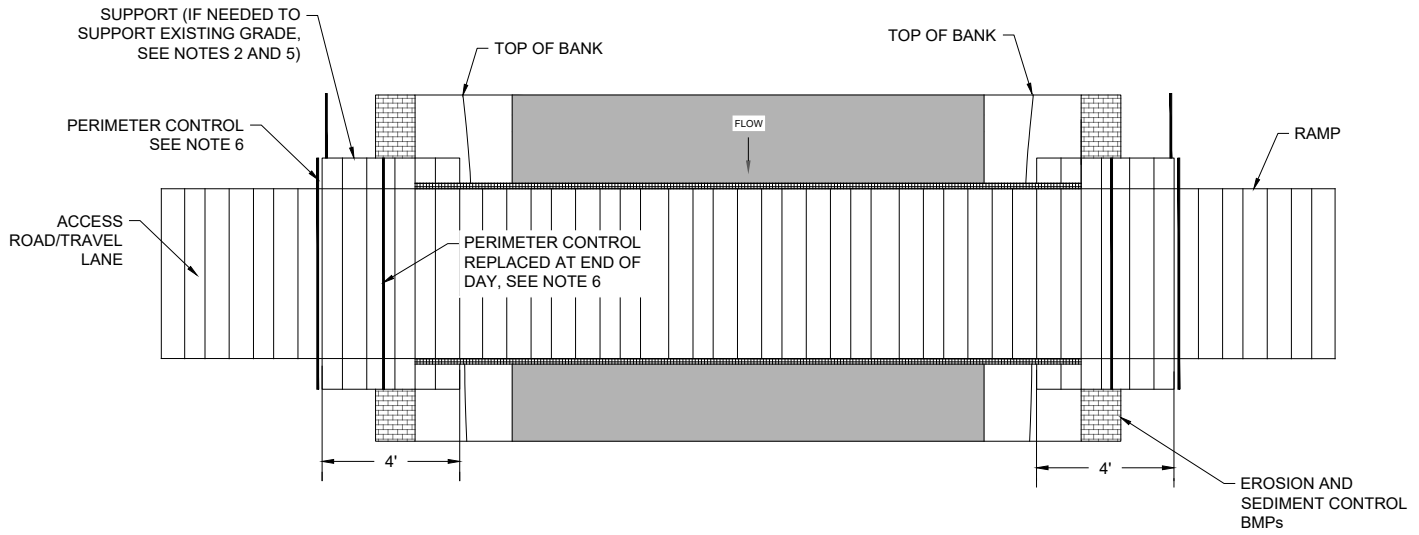 SUPPORT (IF NEEDED TO
SUPPORT EXISTING GRADE,
SEE NOTES 2 AND 5)
TOP OF BANK
TOP OF BANK
PERIMETER CONTROL
SEE NOTE 6
FLOW
RAMP
ACCESS
ROAD/TRAVEL
LANE
PERIMETER CONTROL
REPLACED AT END OF
DAY, SEE NOTE 6
4'
4'
EROSION AND
SEDIMENT CONTROL
BMPs